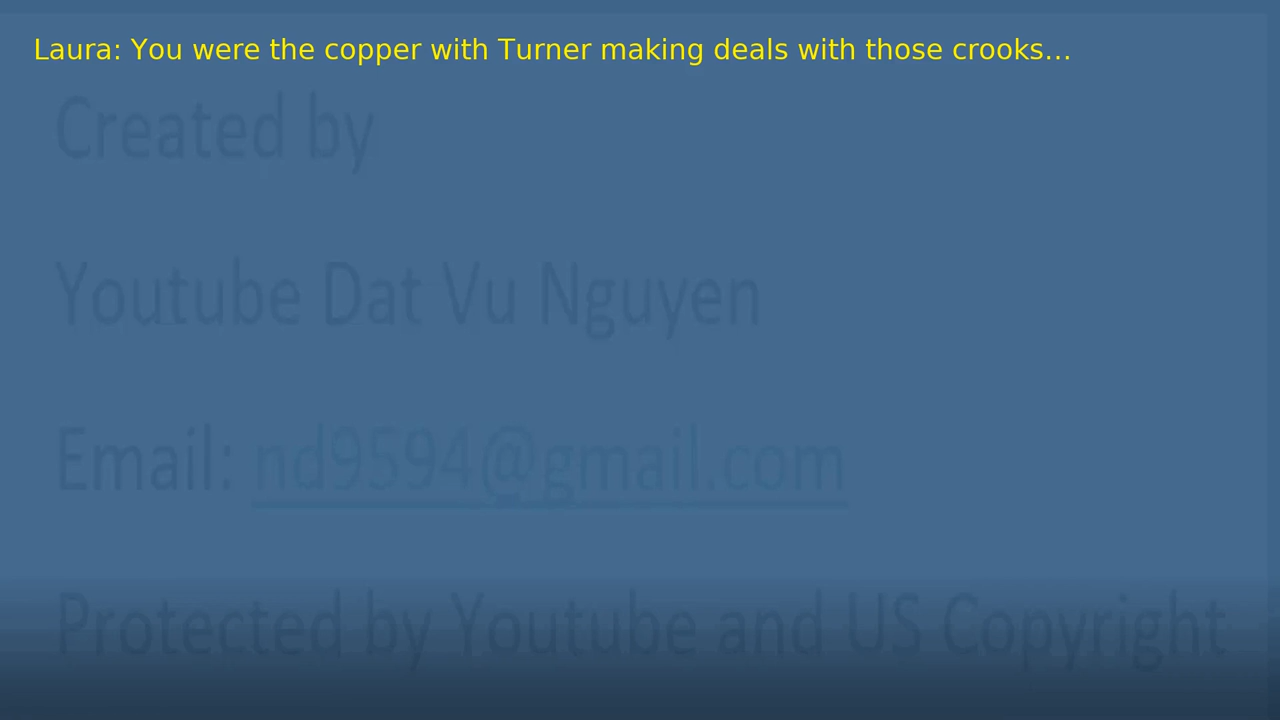 Laura: You were the copper with Turner making deals with those crooks...
Created by
Youtube Dat Vu Nguyen
Email: nd9594@gmail.com
Protected by Youtube and US Copyright